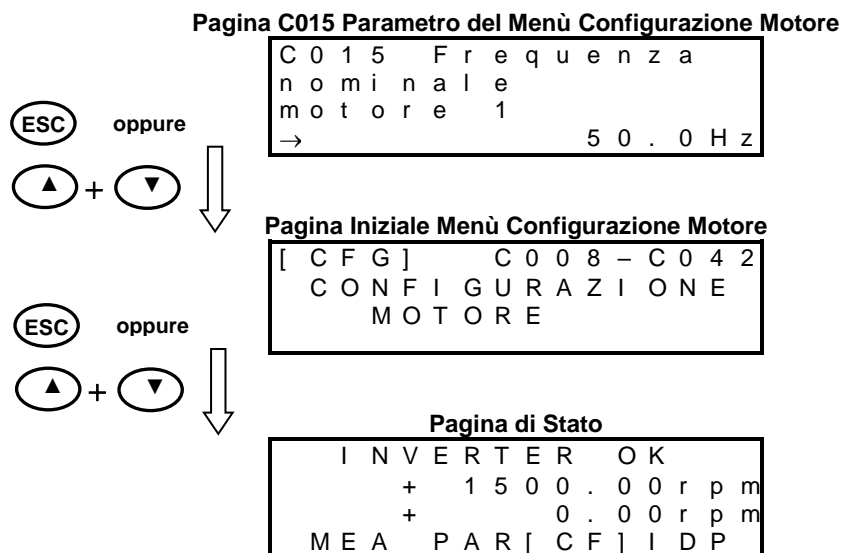 Pagina C015 Parametro del Menù Configurazione Motore
C015 Frequenza
nominale
motore 1
→ 50.0Hz
ESC oppure
▲ + ▼
Pagina Iniziale Menù Configurazione Motore
[CFG] C008–C042
CONFIGURAZIONE
MOTORE
ESC oppure
▲ + ▼
Pagina di Stato
INVERTER OK
+ 1500.00rpm
+ 0.00rpm
MEA PAR[CF]IDP